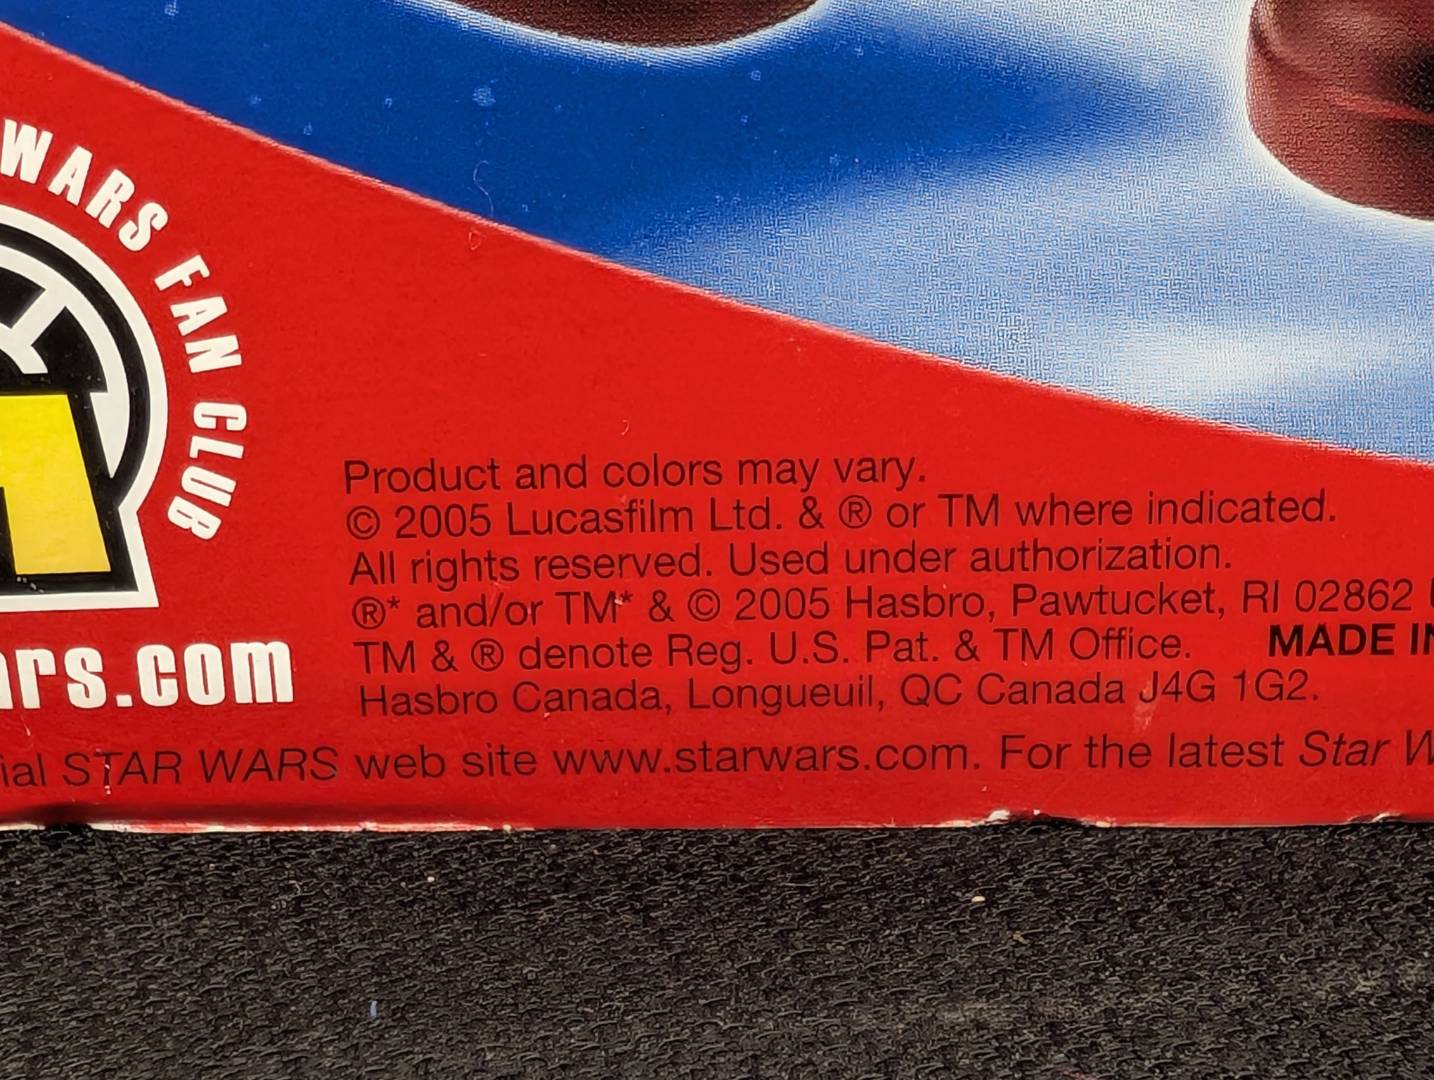 WARS FAN CLUB
Product and colors may vary.
© 2005 Lucasfilm Ltd. & ® or TM where indicated.
All rights reserved. Used under authorization.
®* and/or TM* & © 2005 Hasbro, Pawtucket, RI 02862
TM & ® denote Reg. U.S. Pat. & TM Office. MADE IN
Hasbro Canada, Longueuil, QC Canada J4G 1G2.
rs.com
ial STAR WARS web site www.starwars.com. For the latest Star W